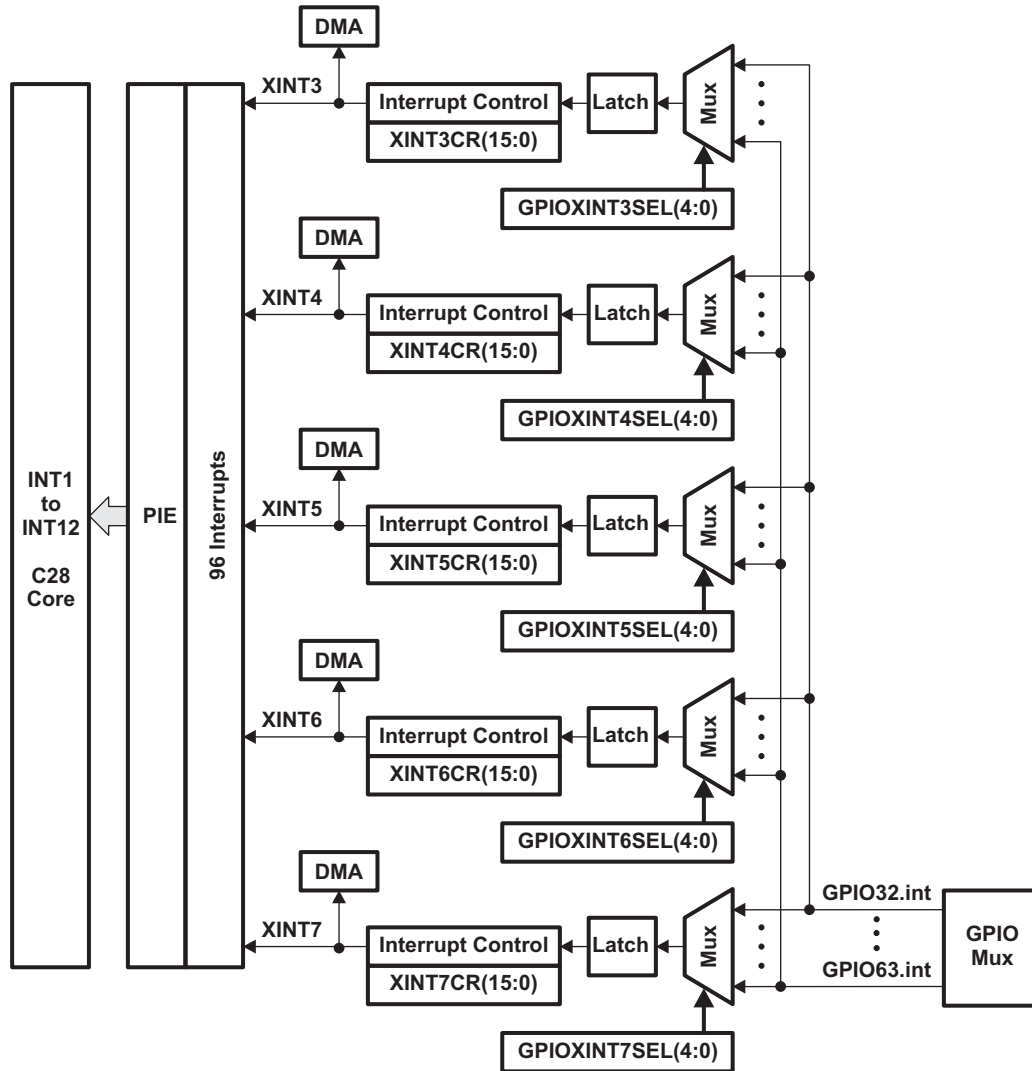 DMA
XINT3
Interrupt Control
XINT3CR(15:0)
Latch
Mux
GPIOXINT3SEL(4:0)
DMA
XINT4
Interrupt Control
XINT4CR(15:0)
Latch
Mux
GPIOXINT4SEL(4:0)
INT1
to
INT12
C28
Core
PIE
96 Interrupts
DMA
XINT5
Interrupt Control
XINT5CR(15:0)
Latch
Mux
GPIOXINT5SEL(4:0)
DMA
XINT6
Interrupt Control
XINT6CR(15:0)
Latch
Mux
GPIOXINT6SEL(4:0)
DMA
XINT7
Interrupt Control
XINT7CR(15:0)
Latch
Mux
GPIOXINT7SEL(4:0)
GPIO32.int
GPIO63.int
GPIO
Mux